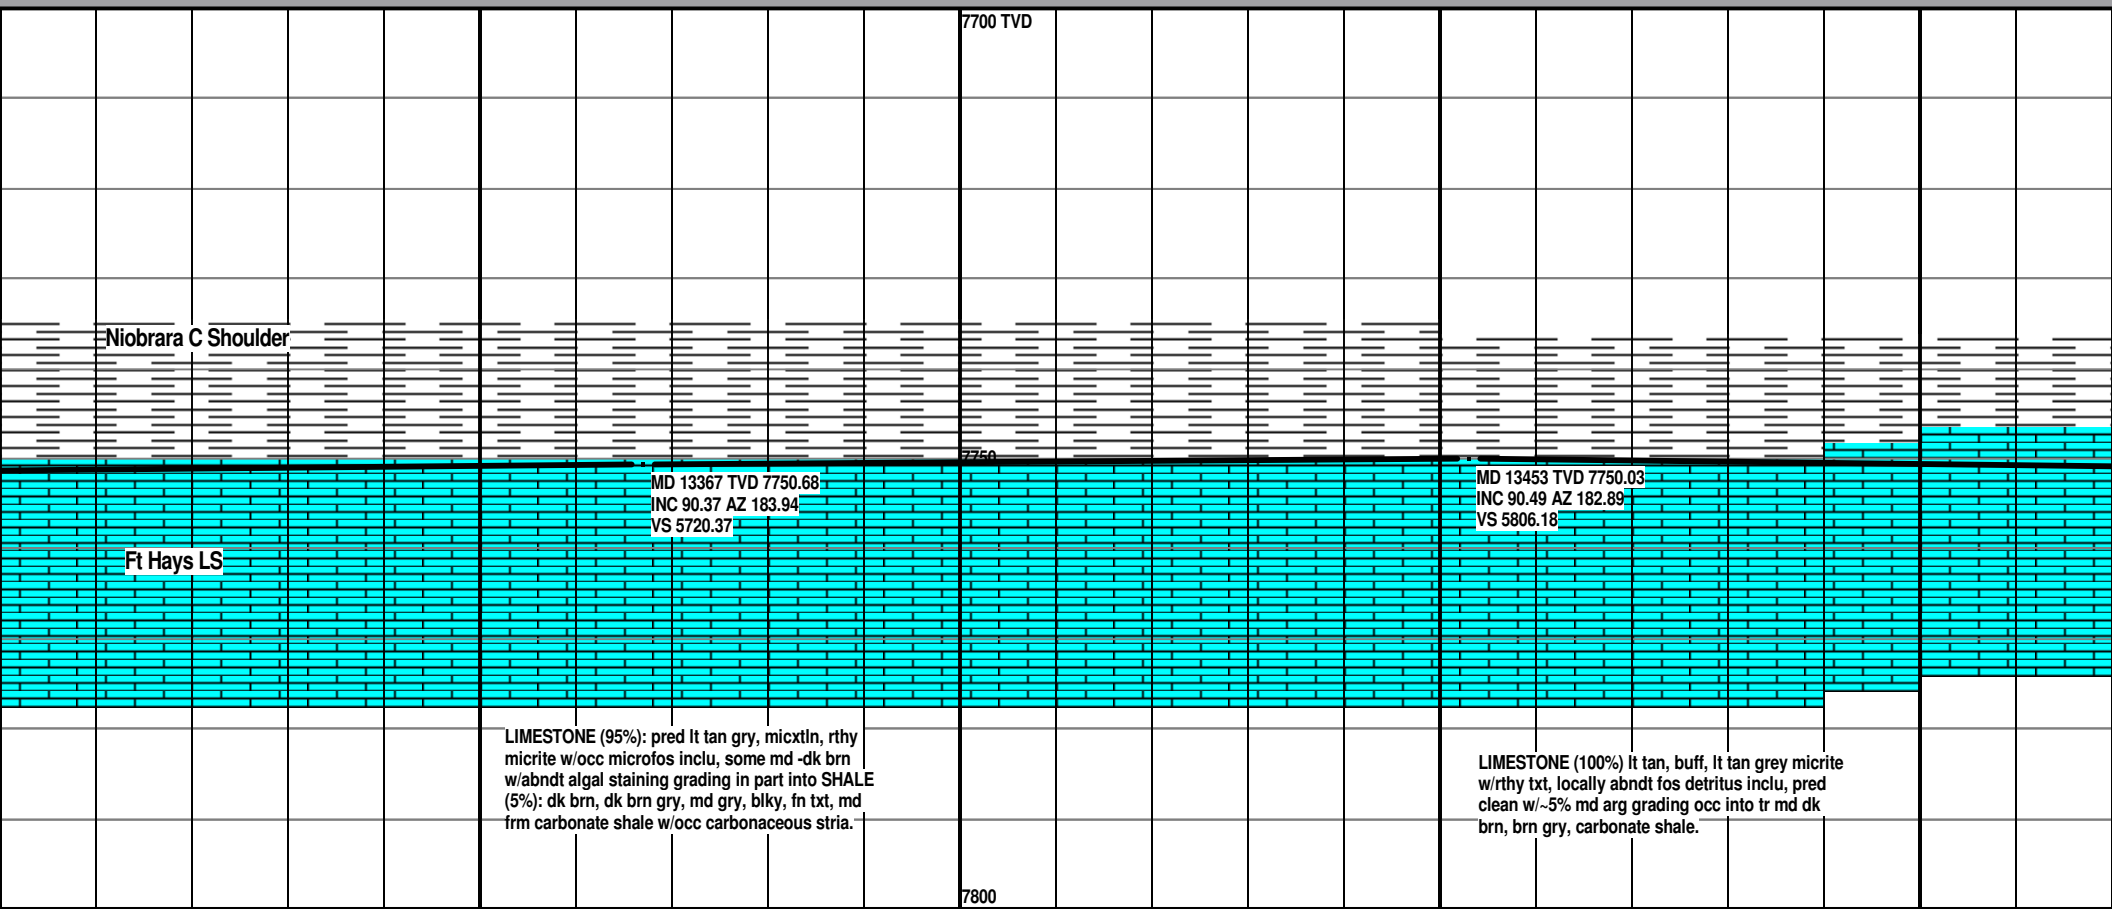 7700 TVD
Niobrara C Shoulder
7750
MD 13367 TVD 7750.68
INC 90.37 AZ 183.94
VS 5720.37
MD 13453 TVD 7750.03
INC 90.49 AZ 182.89
VS 5806.18
Ft Hays LS
LIMESTONE (95%): pred lt tan gry, micxtln, rthy
micrite w/occ microfos inclu, some md -dk brn
w/abndt algal staining grading in part into SHALE
(5%): dk brn, dk brn gry, md gry, blky, fn txt, md
frm carbonate shale w/occ carbonaceous stria.
LIMESTONE (100%) lt tan, buff, lt tan grey micrite
w/rthy txt, locally abndt fos detritus inclu, pred
clean w/~5% md arg grading occ into tr md dk
brn, brn gry, carbonate shale.
7800